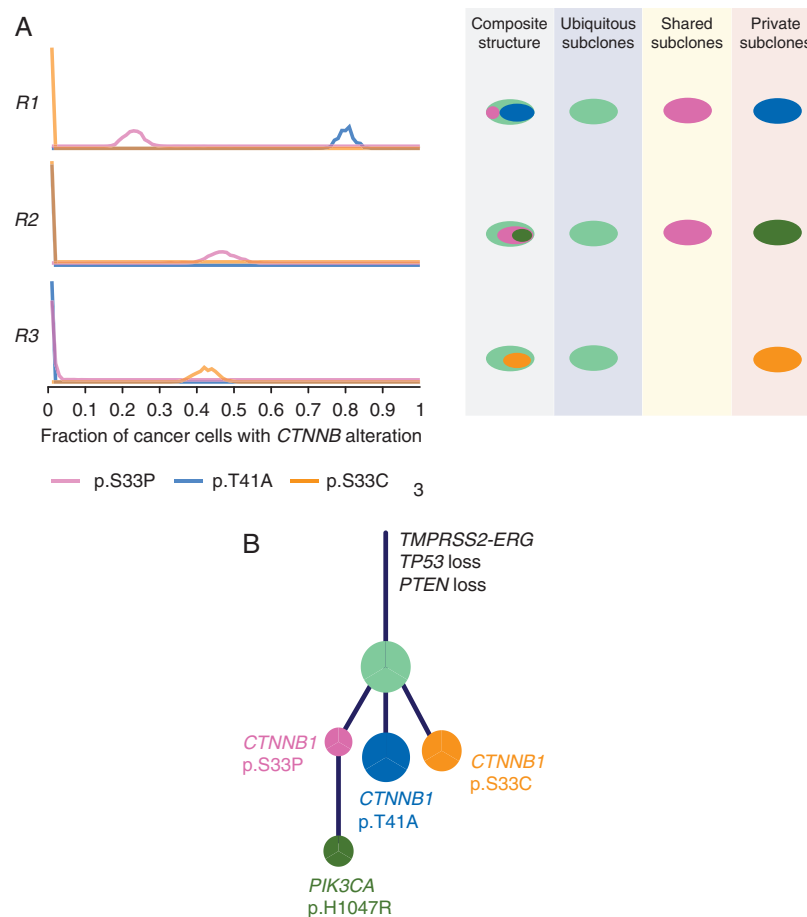 A
Composite structure
Ubiquitous subclones
Shared subclones
Private subclones
R1
R2
R3
0 0.1 0.2 0.3 0.4 0.5 0.6 0.7 0.8 0.9 1
Fraction of cancer cells with CTNNB alteration
p.S33P p.T41A p.S33C 3
B
TMPRSS2-ERG
TP53 loss
PTEN loss
CTNNB1
p.S33P
CTNNB1
p.T41A
CTNNB1
p.S33C
PIK3CA
p.H1047R